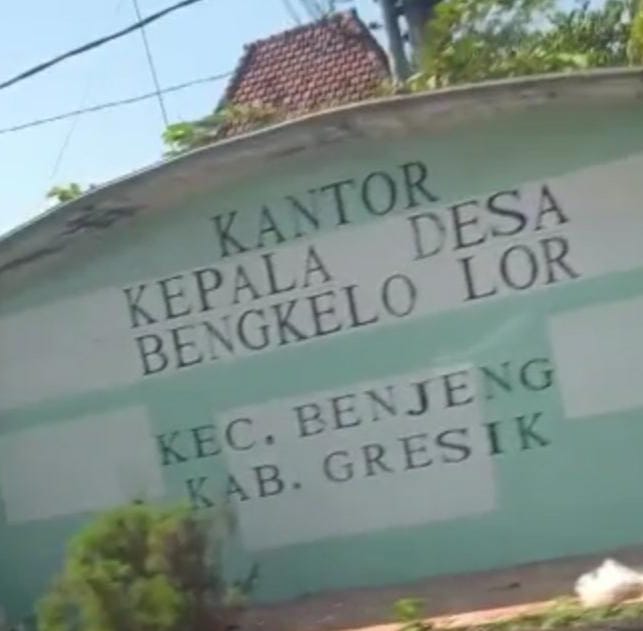 KANTOR
KEPALA DESA
BENGKELO LOR
KEC. BENJENG
KAB. GRESIK